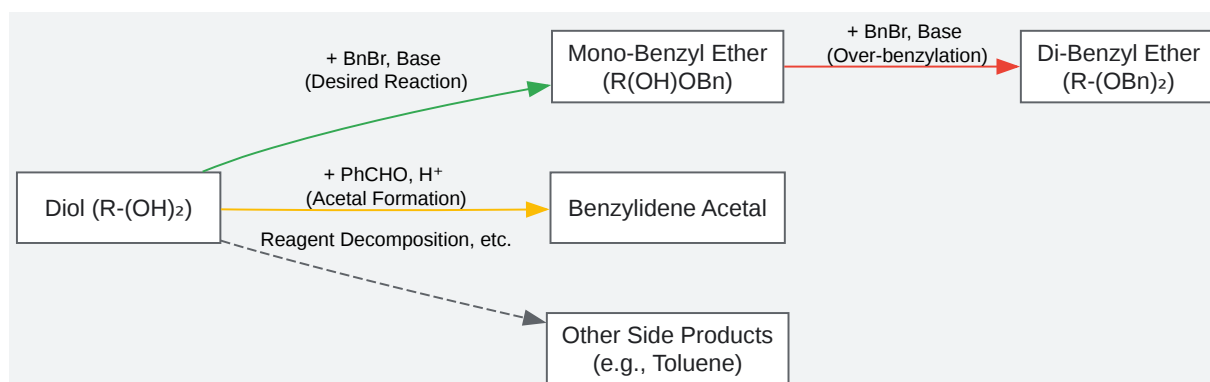 + BnBr, Base
(Over-benzylation)
+ BnBr, Base
(Desired Reaction)
Mono-Benzyl Ether
(R(OH)OBn)
Di-Benzyl Ether
(R-(OBn)₂)
+ PhCHO, H⁺
(Acetal Formation)
Diol (R-(OH)₂)
Benzylidene Acetal
Reagent Decomposition, etc.
Other Side Products
(e.g., Toluene)